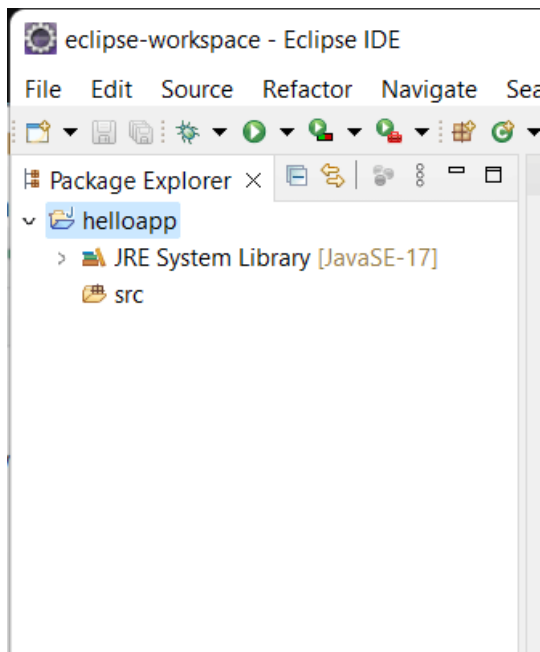 eclipse-workspace - Eclipse IDE
File Edit Source Refactor Navigate Sea
Package Explorer
helloapp
JRE System Library [JavaSE-17]
src